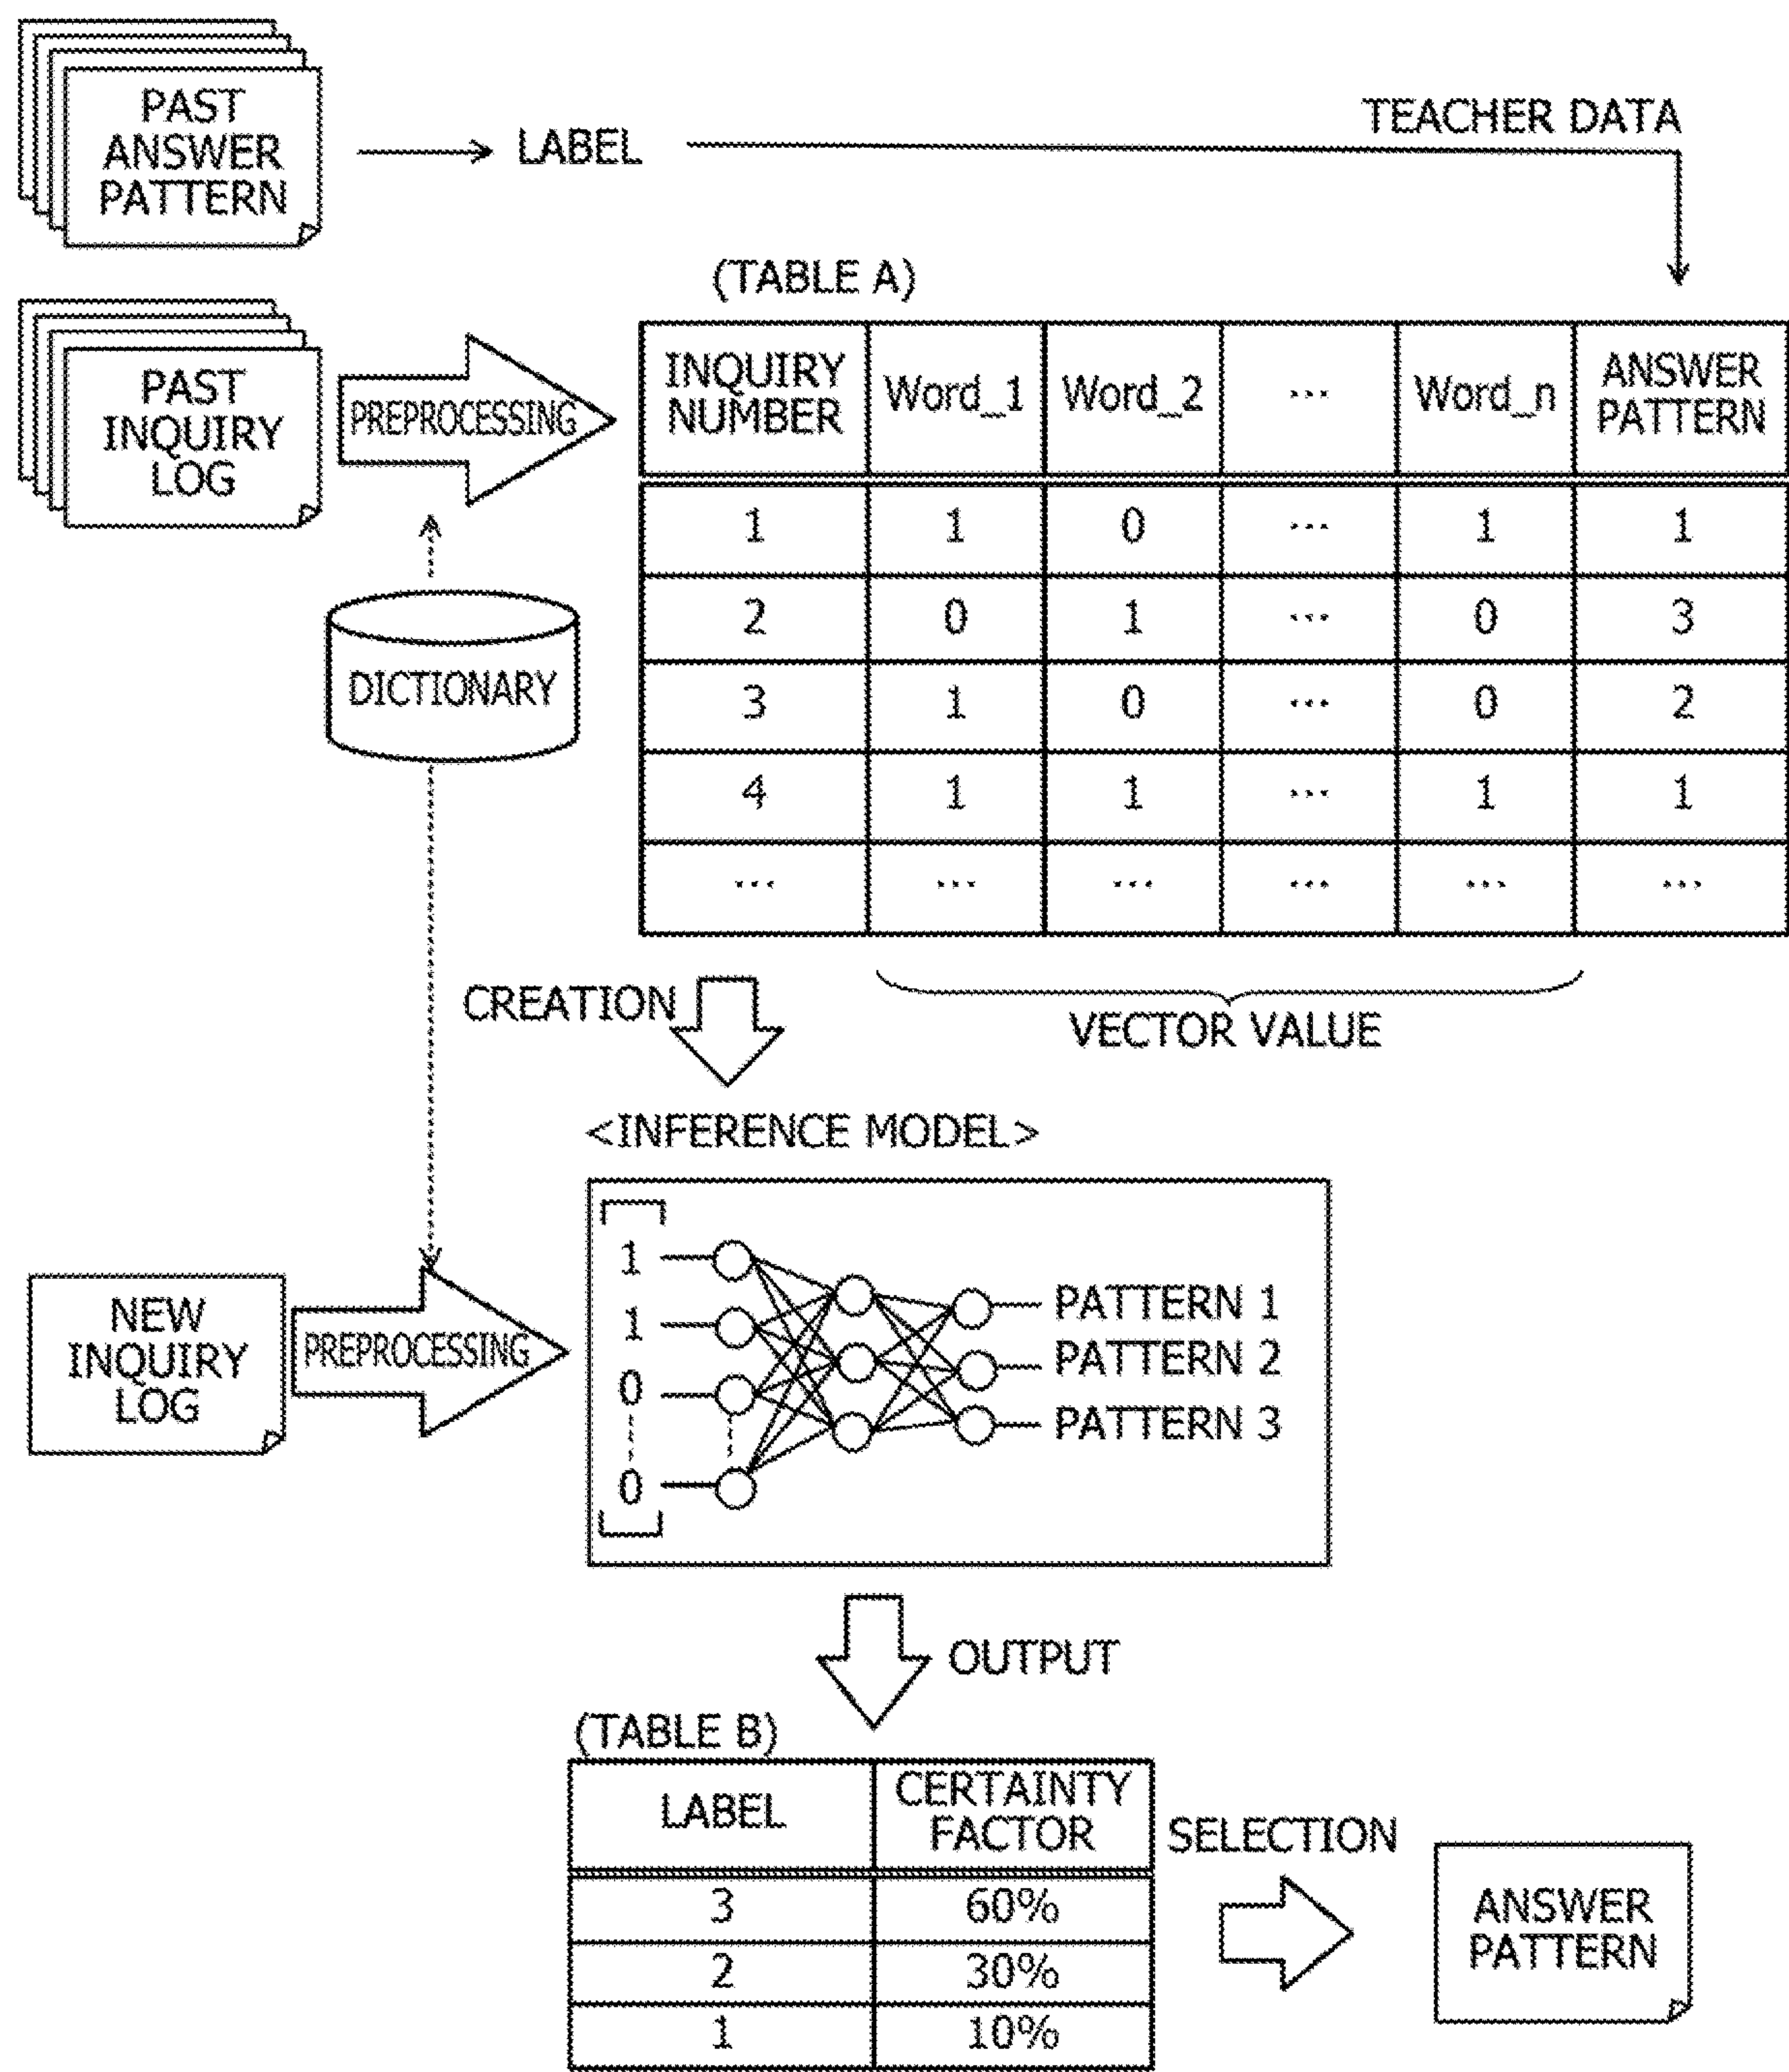 PAST
ANSWER
PATTERN
LABEL
TEACHER DATA
(TABLE A)
PAST
INQUIRY
LOG
PREPROCESSING
DICTIONARY
INQUIRY
NUMBER
Word_1
Word_2
...
Word_n
ANSWER
PATTERN
1 1 0 ... 1 1
2 0 1 ... 0 3
3 1 0 ... 0 2
4 1 1 ... 1 1
... ... ... ... ... ...
CREATION
VECTOR VALUE
<INFERENCE MODEL>
NEW
INQUIRY
LOG
PREPROCESSING
1
1
0
0
PATTERN 1
PATTERN 2
PATTERN 3
OUTPUT
(TABLE B)
LABEL
CERTAINTY
FACTOR
3 60%
2 30%
1 10%
SELECTION
ANSWER
PATTERN